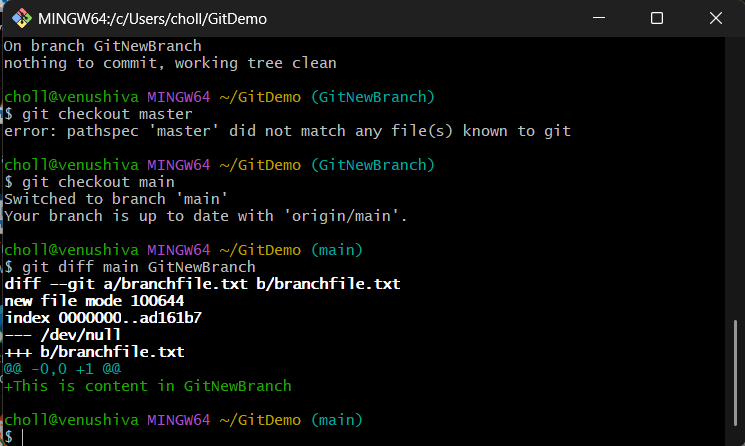 MINGW64:/c/Users/choll/GitDemo
On branch GitNewBranch
nothing to commit, working tree clean
choll@venushiva MINGW64 ~/GitDemo (GitNewBranch)
$ git checkout master
error: pathspec 'master' did not match any file(s) known to git
choll@venushiva MINGW64 ~/GitDemo (GitNewBranch)
$ git checkout main
Switched to branch 'main'
Your branch is up to date with 'origin/main'.
choll@venushiva MINGW64 ~/GitDemo (main)
$ git diff main GitNewBranch
diff --git a/branchfile.txt b/branchfile.txt
new file mode 100644
index 0000000..ad161b7
--- /dev/null
+++ b/branchfile.txt
@@ -0,0 +1 @@
+This is content in GitNewBranch
choll@venushiva MINGW64 ~/GitDemo (main)
$